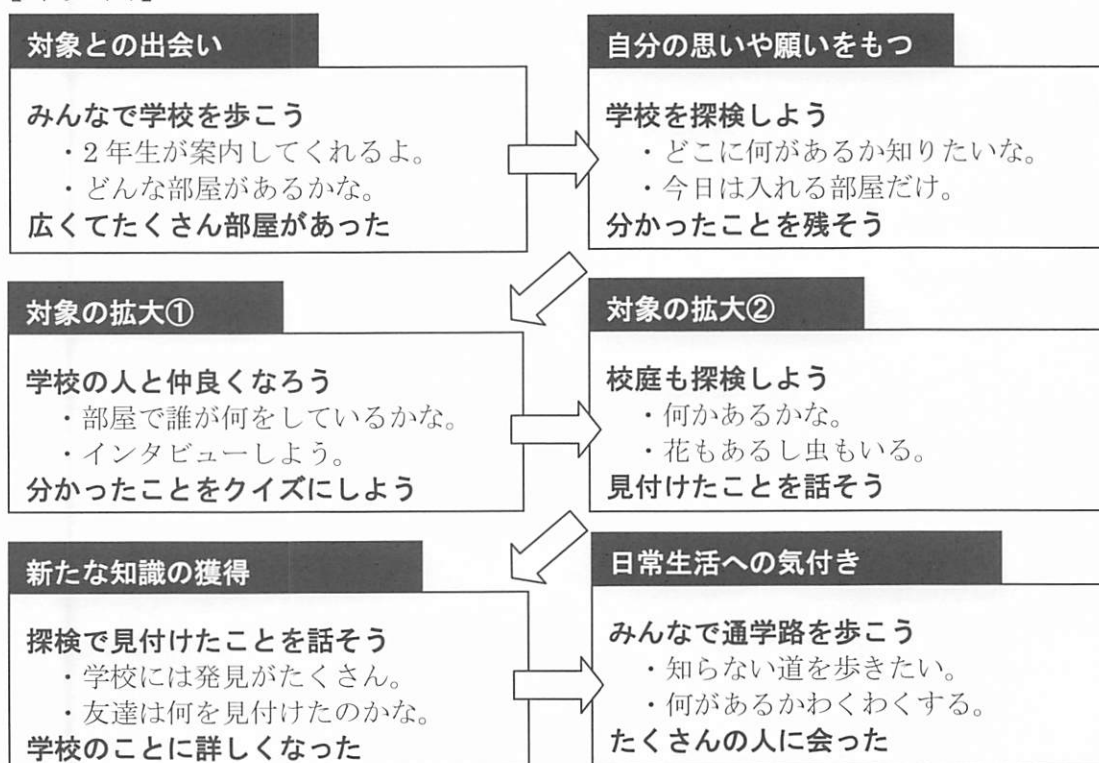 対象との出会い
みんなで学校を歩こう
・2年生が案内してくれるよ。
・どんな部屋があるかな。
広くてたくさん部屋があった
自分の思いや願いをもつ
学校を探検しよう
・どこに何があるか知りたいな。
・今日は入れる部屋だけ。
分かったことを残そう
対象の拡大①
学校の人と仲良くなろう
・部屋で誰が何をしているかな。
・インタビューしよう。
分かったことをクイズにしよう
対象の拡大②
校庭も探検しよう
・何かあるかな。
・花もあるし虫もいる。
見付けたことを話そう
新たな知識の獲得
探検で見付けたことを話そう
・学校には発見がたくさん。
・友達は何を見付けたのかな。
学校のことに詳しくなった
日常生活への気付き
みんなで通学路を歩こう
・知らない道を歩きたい。
・何があるかわくわくする。
たくさんの人に会った